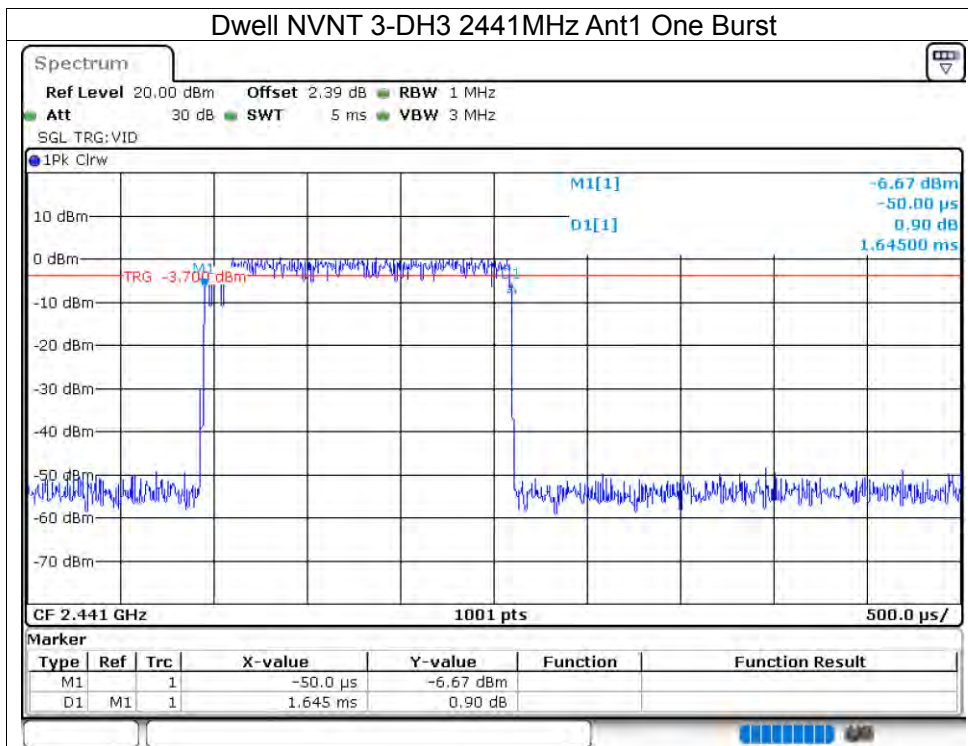 Dwell NVNT 3-DH3 2441MHz Ant1 One Burst
Spectrum
Ref Level 20.00 dBm Offset 2.39 dB RBW 1 MHz
Att 30 dB SWT 5 ms VBW 3 MHz
SGL TRG:VID
1Pk Clrw
M1[1] -6.67 dBm
-50.00 µs
10 dBm
D1[1] 0.90 dB
1.64500 ms
0 dBm
M1
D1
TRG -3.700 dBm
-10 dBm
-20 dBm
-30 dBm
-40 dBm
-50 dBm
-60 dBm
-70 dBm
CF 2.441 GHz 1001 pts 500.0 µs/
Marker
Type Ref Trc X-value Y-value Function Function Result
M1 1 -50.0 µs -6.67 dBm
D1 M1 1 1.645 ms 0.90 dB